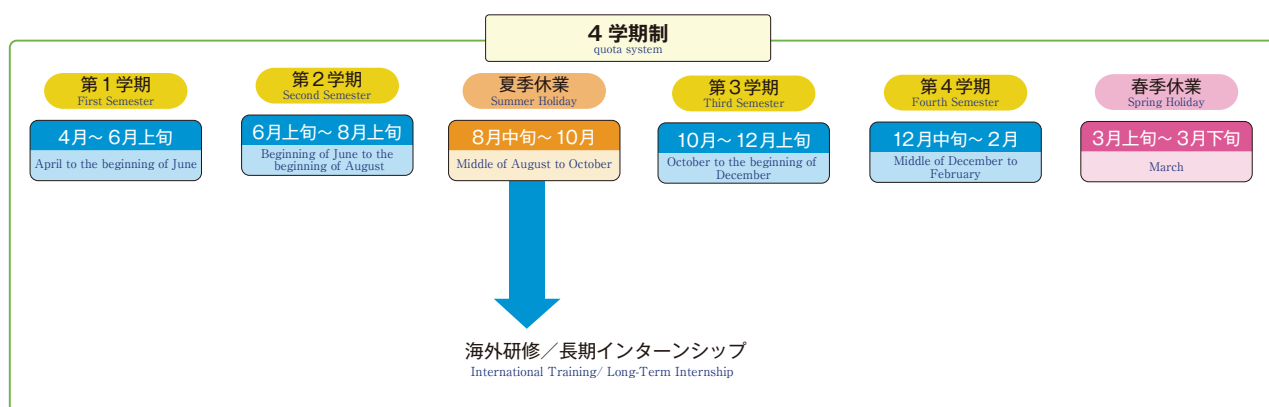 4 学期制
quota system
第1学期
First Semester
4月～ 6月上旬
April to the beginning of June
第2学期
Second Semester
6月上旬～ 8月上旬
Beginning of June to the
beginning of August
夏季休業
Summer Holiday
8月中旬～ 10月
Middle of August to October
第3学期
Third Semester
10月～ 12月上旬
October to the beginning of
December
第4学期
Fourth Semester
12月中旬～ 2月
Middle of December to
February
春季休業
Spring Holiday
3月上旬～ 3月下旬
March
海外研修／長期インターンシップ
International Training/ Long-Term Internship